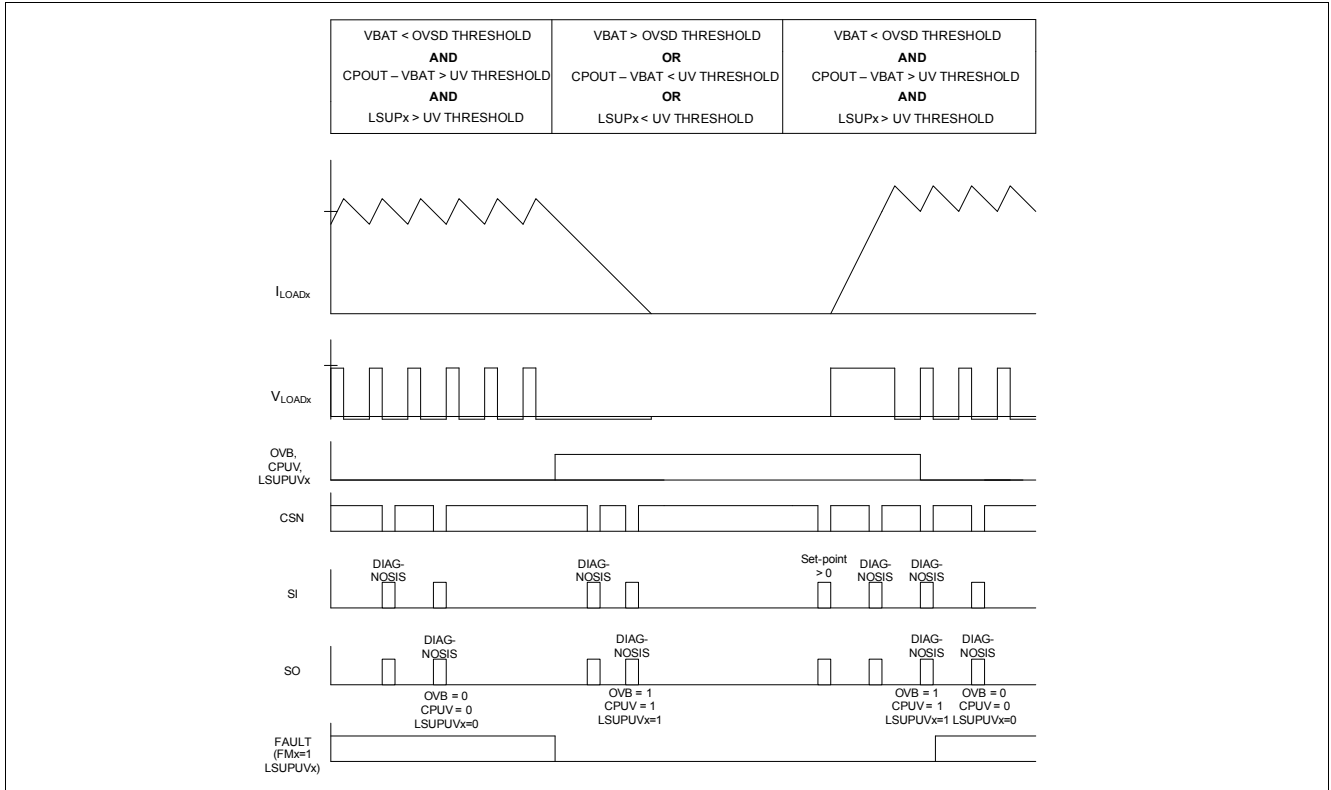 VBAT < OVSD THRESHOLD
AND
CPOUT – VBAT > UV THRESHOLD
AND
LSUPx > UV THRESHOLD
VBAT > OVSD THRESHOLD
OR
CPOUT – VBAT < UV THRESHOLD
OR
LSUPx < UV THRESHOLD
VBAT < OVSD THRESHOLD
AND
CPOUT – VBAT > UV THRESHOLD
AND
LSUPx > UV THRESHOLD
ILOADx
VLOADx
OVB,
CPUV,
LSUPUVx
CSN
SI
DIAG-
NOSIS
DIAG-
NOSIS
Set-point
> 0
DIAG-
NOSIS
DIAG-
NOSIS
SO
DIAG-
NOSIS
OVB = 0
CPUV = 0
LSUPUVx=0
DIAG-
NOSIS
OVB = 1
CPUV = 1
LSUPUVx=1
DIAG-
NOSIS
OVB = 1
CPUV = 1
LSUPUVx=1
DIAG-
NOSIS
OVB = 0
CPUV = 0
LSUPUVx=0
FAULT
(FMx=1
LSUPUVx)